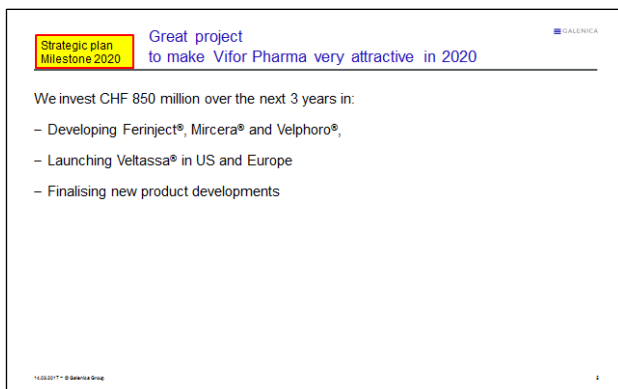 Strategic plan
Milestone 2020
Great project
to make Vifor Pharma very attractive in 2020
GALENICA
We invest CHF 850 million over the next 3 years in:
– Developing Ferinject®, Mircera® and Velphoro®,
– Launching Veltassa® in US and Europe
– Finalising new product developments
© Galenica Group